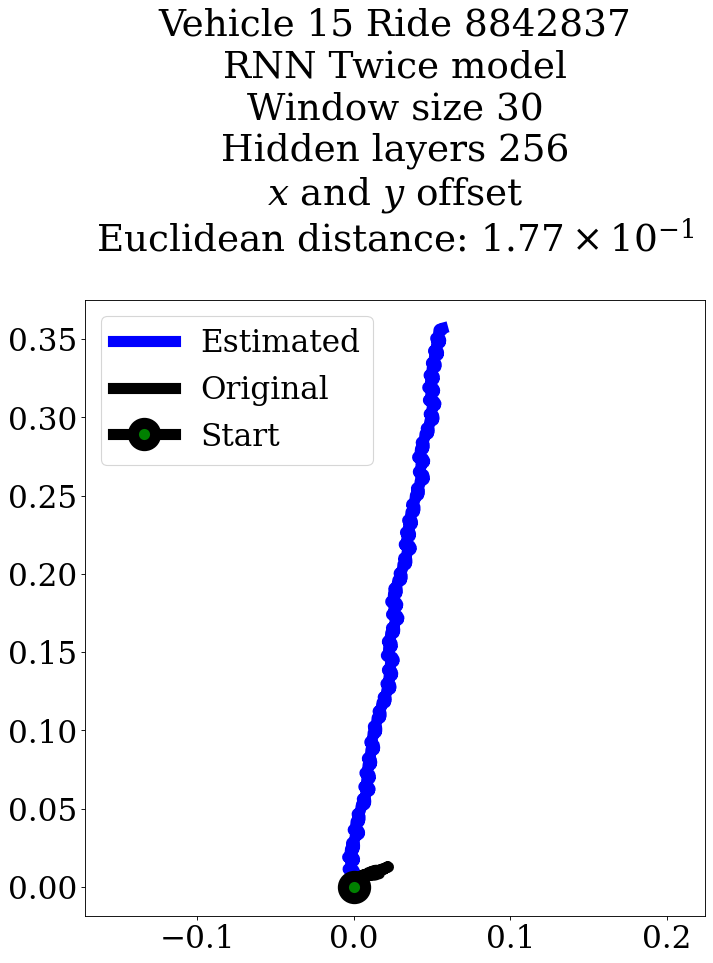 Vehicle 15 Ride 8842837
RNN Twice model
Window size 30
Hidden layers 256
x and y offset
Euclidean distance: 1.77 × 10⁻¹
Estimated
Original
Start
0.35
0.30
0.25
0.20
0.15
0.10
0.05
0.00
−0.1
0.0
0.1
0.2